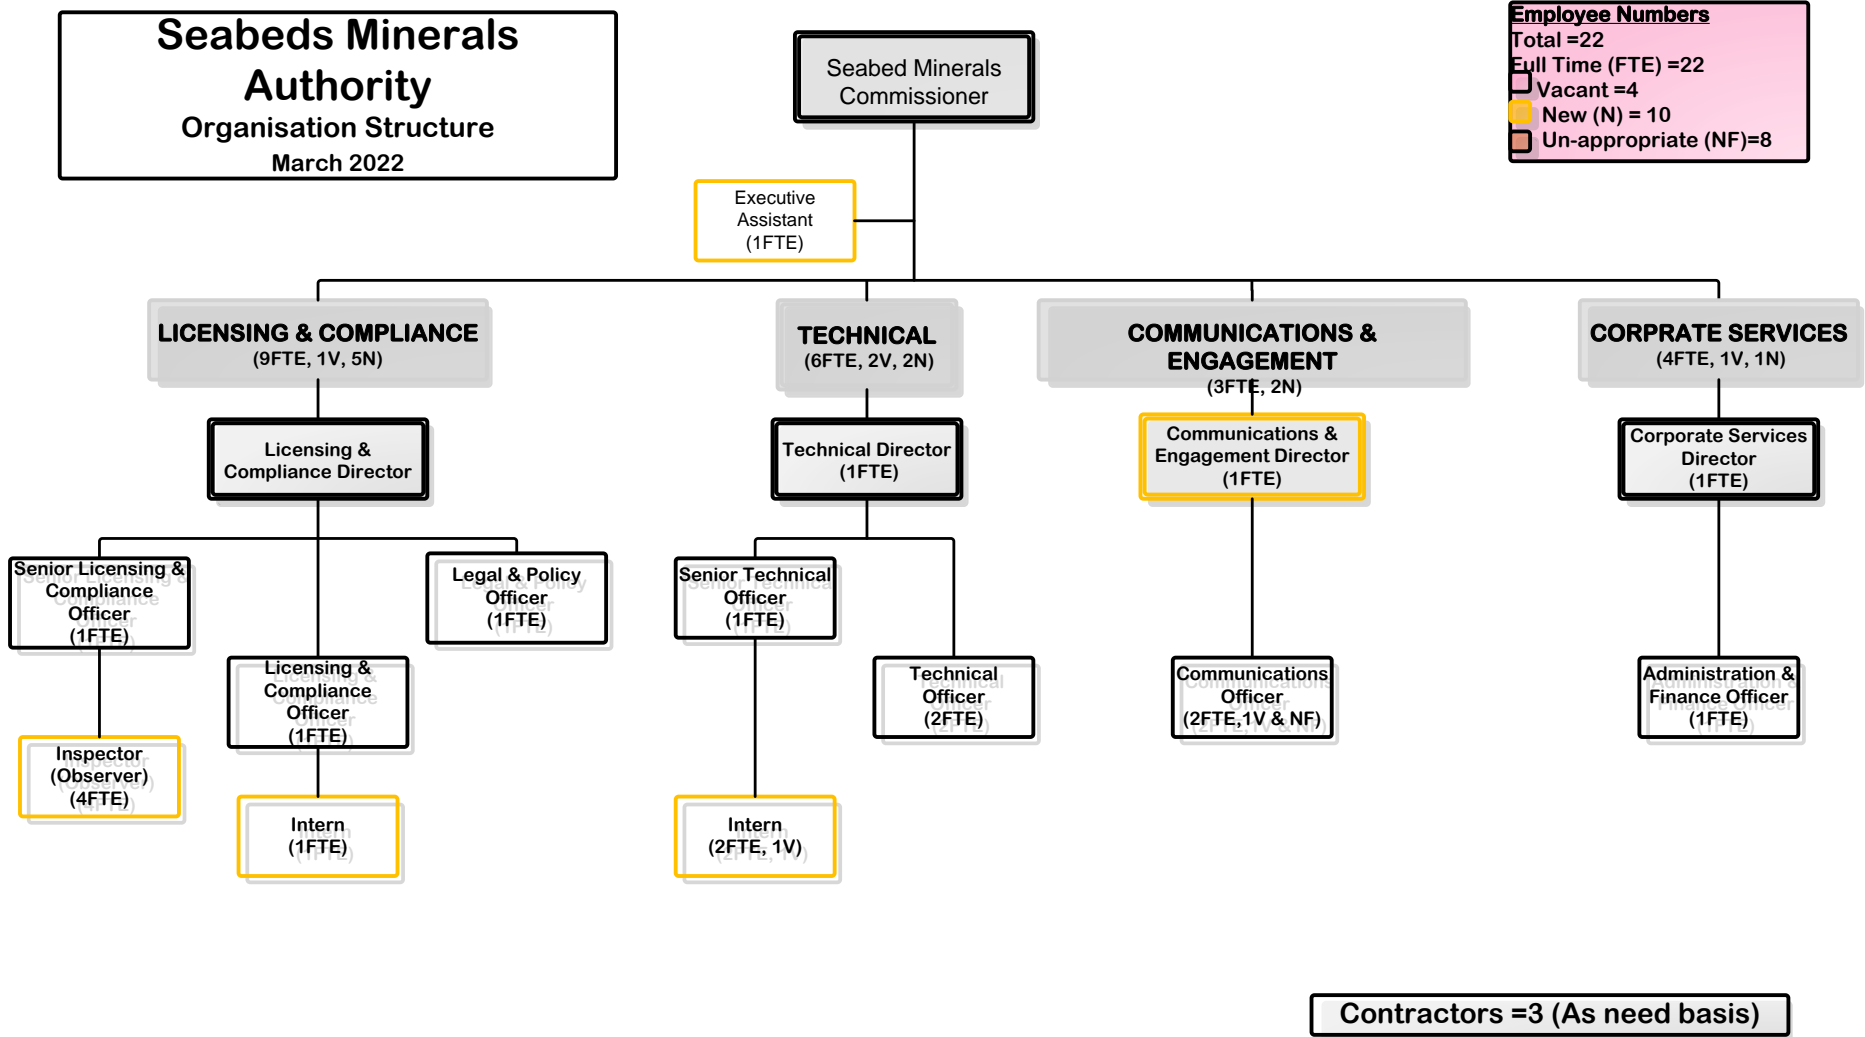 Seabeds Minerals
Authority
Organisation Structure
March 2022
Seabed Minerals
Commissioner
Employee Numbers
Total =22
Full Time (FTE) =22
Vacant =4
New (N) = 10
Un-appropriate (NF)=8
Executive
Assistant
(1FTE)
LICENSING & COMPLIANCE
(9FTE, 1V, 5N)
TECHNICAL
(6FTE, 2V, 2N)
COMMUNICATIONS &
ENGAGEMENT
(3FTE, 2N)
CORPRATE SERVICES
(4FTE, 1V, 1N)
Licensing &
Compliance Director
Technical Director
(1FTE)
Communications &
Engagement Director
(1FTE)
Corporate Services
Director
(1FTE)
Senior Licensing &
Compliance
Officer
(1FTE)
Legal & Policy
Officer
(1FTE)
Senior Technical
Officer
(1FTE)
Licensing &
Compliance
Officer
(1FTE)
Technical
Officer
(2FTE)
Communications
Officer
(2FTE,1V & NF)
Administration &
Finance Officer
(1FTE)
Inspector
(Observer)
(4FTE)
Intern
(1FTE)
Intern
(2FTE, 1V)
Contractors =3 (As need basis)